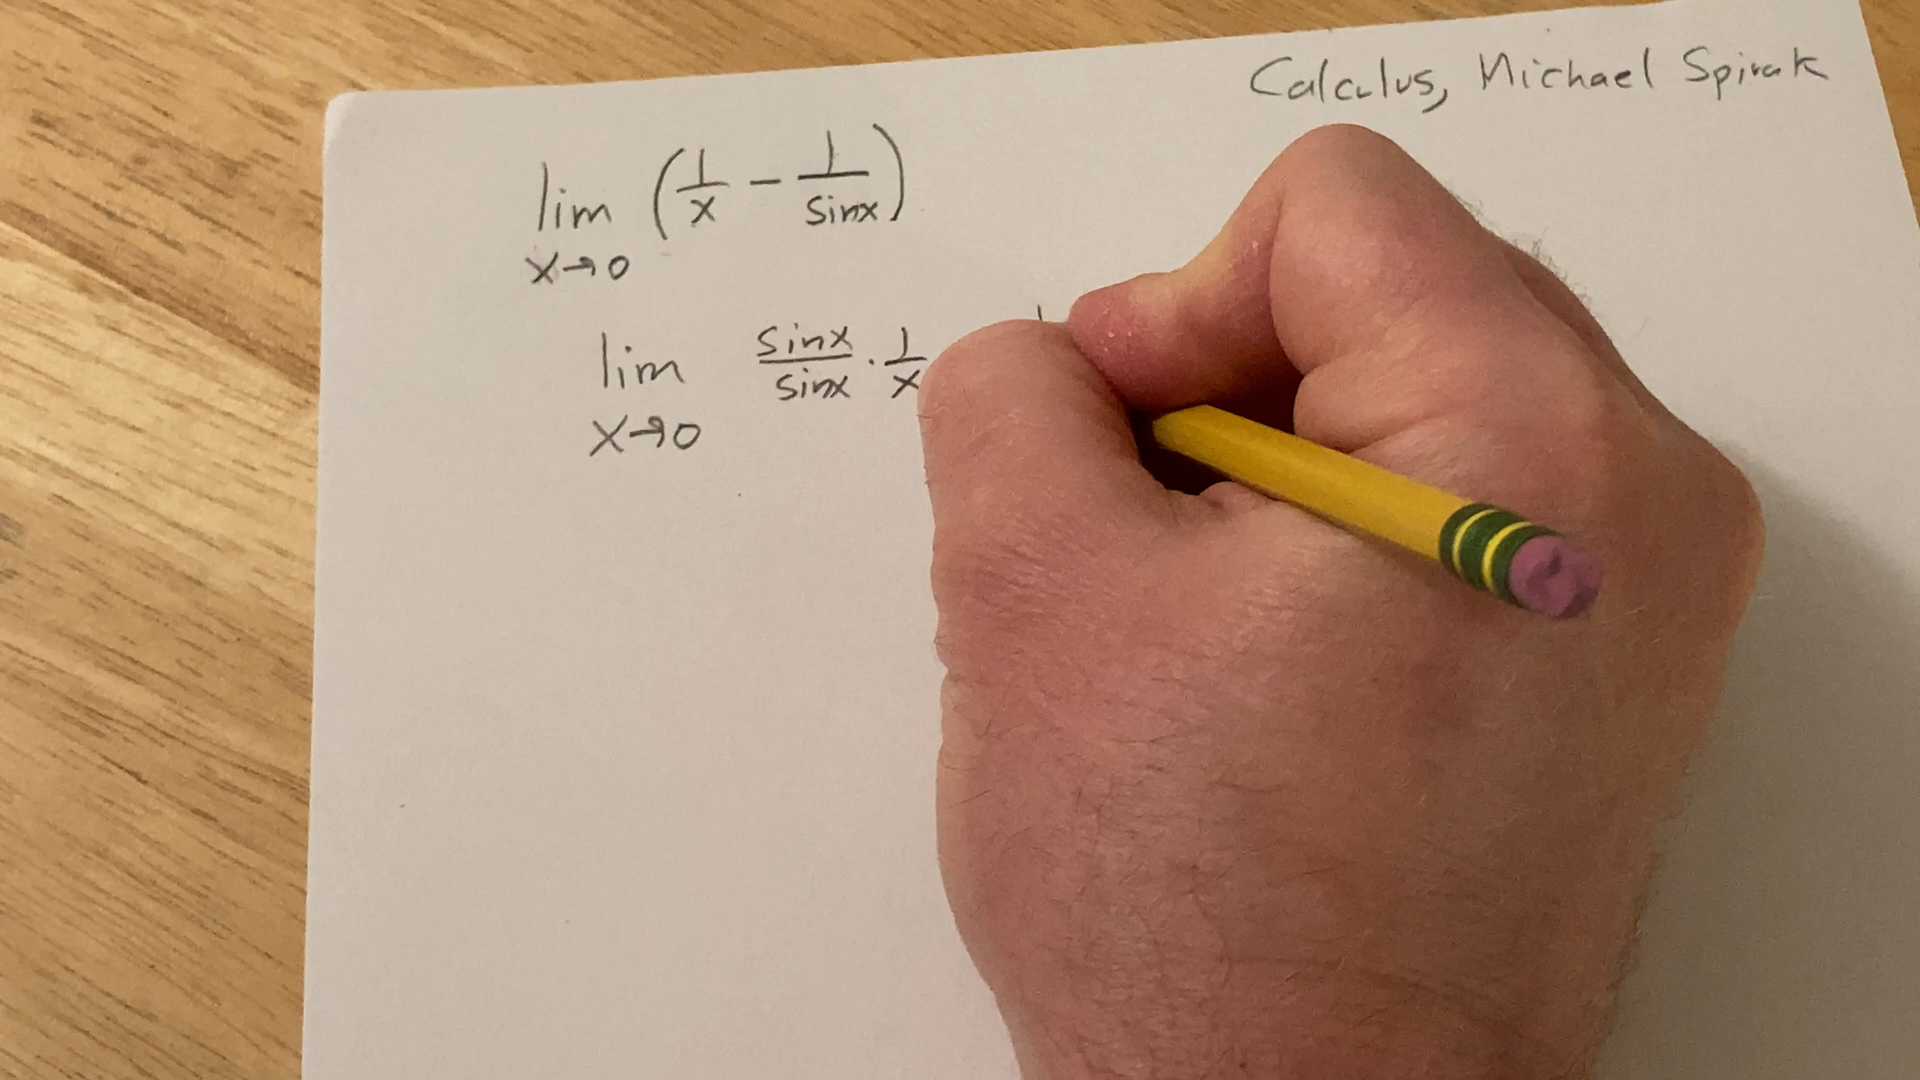 Calculus, Michael Spivak
lim (1/x - 1/sinx)
x→0
lim sinx/sinx · 1/x
x→0